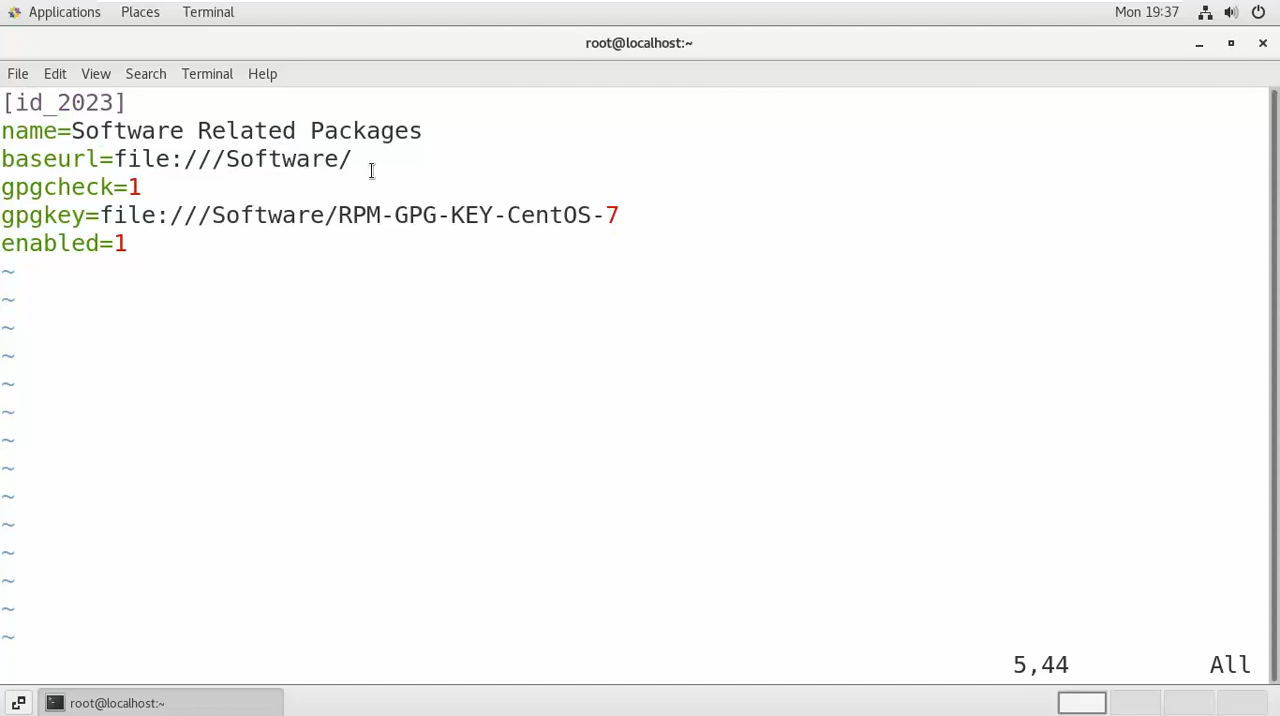 Applications Places Terminal Mon 19:37
root@localhost:~
File Edit View Search Terminal Help
[id_2023]
name=Software Related Packages
baseurl=file:///Software/
gpgcheck=1
gpgkey=file:///Software/RPM-GPG-KEY-CentOS-7
enabled=1
~
~
~
~
~
~
~
~
~
~
~
~
~
~
5,44 All
root@localhost:~